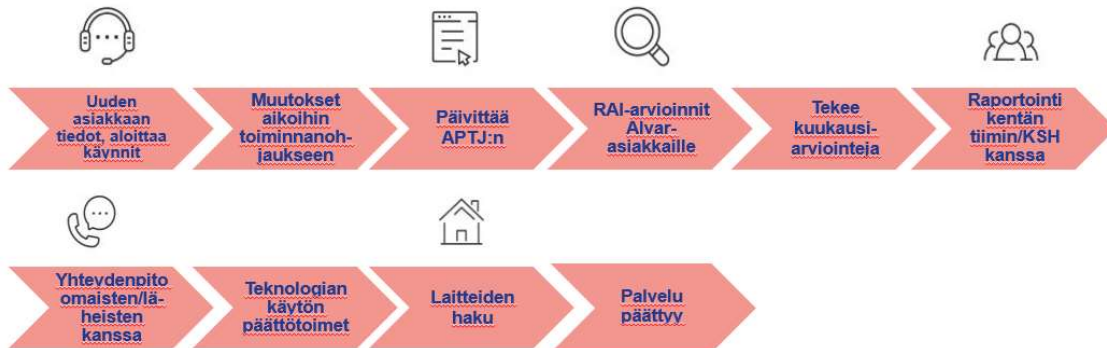 Uuden
asiakkaan
tiedot, aloittaa
käynnit
Muutokset
aikoihin
toiminnanoh-
jaukseen
Päivittää
APTJ:n
RAI-arvioinnit
Alvar-
asiakkaille
Tekee
kuukausi-
arviointeja
Raportointi
kentän
tiimin/KSH
kanssa
Yhteydenpito
omaisten/lä-
heisten
kanssa
Teknologian
käytön
päättötoimet
Laitteiden
haku
Palvelu
päättyy